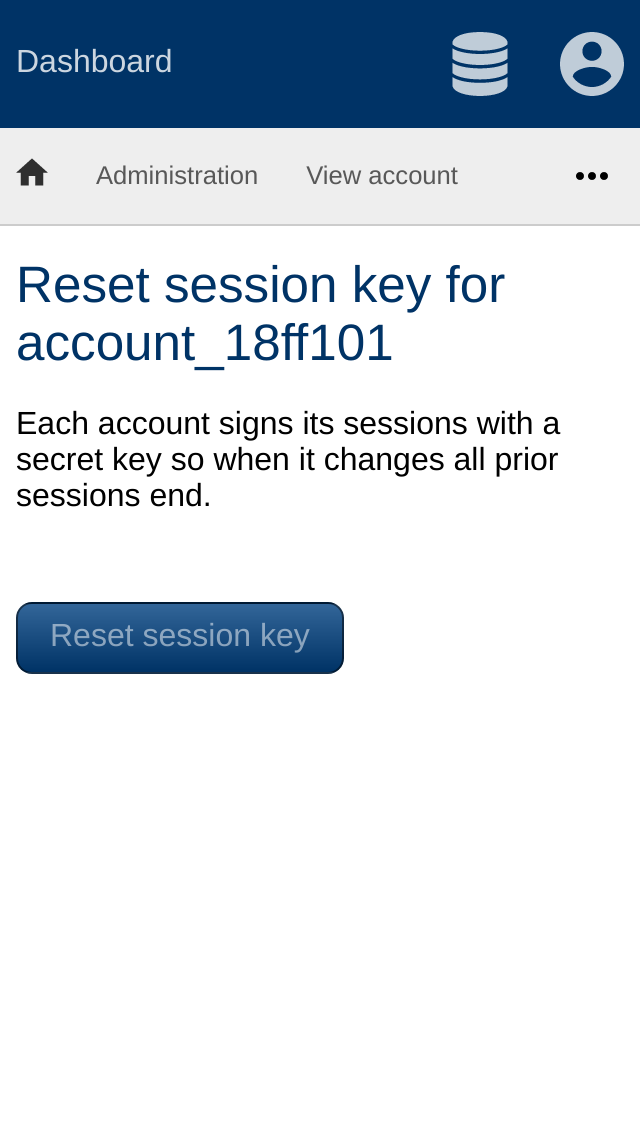 Dashboard
Administration View account
Reset session key for
account_18ff101
Each account signs its sessions with a
secret key so when it changes all prior
sessions end.
Reset session key